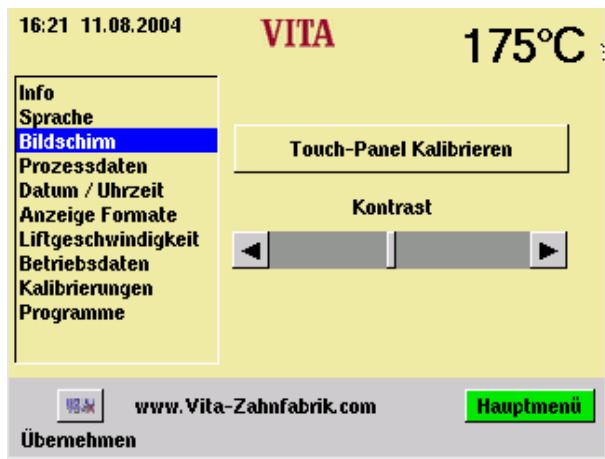 16:21 11.08.2004
VITA
175°C
Info
Sprache
Bildschirm
Prozessdaten
Datum / Uhrzeit
Anzeige Formate
Liftgeschwindigkeit
Betriebsdaten
Kalibrierungen
Programme
Touch-Panel Kalibrieren
Kontrast
www.Vita-Zahnfabrik.com
Hauptmenü
Übernehmen